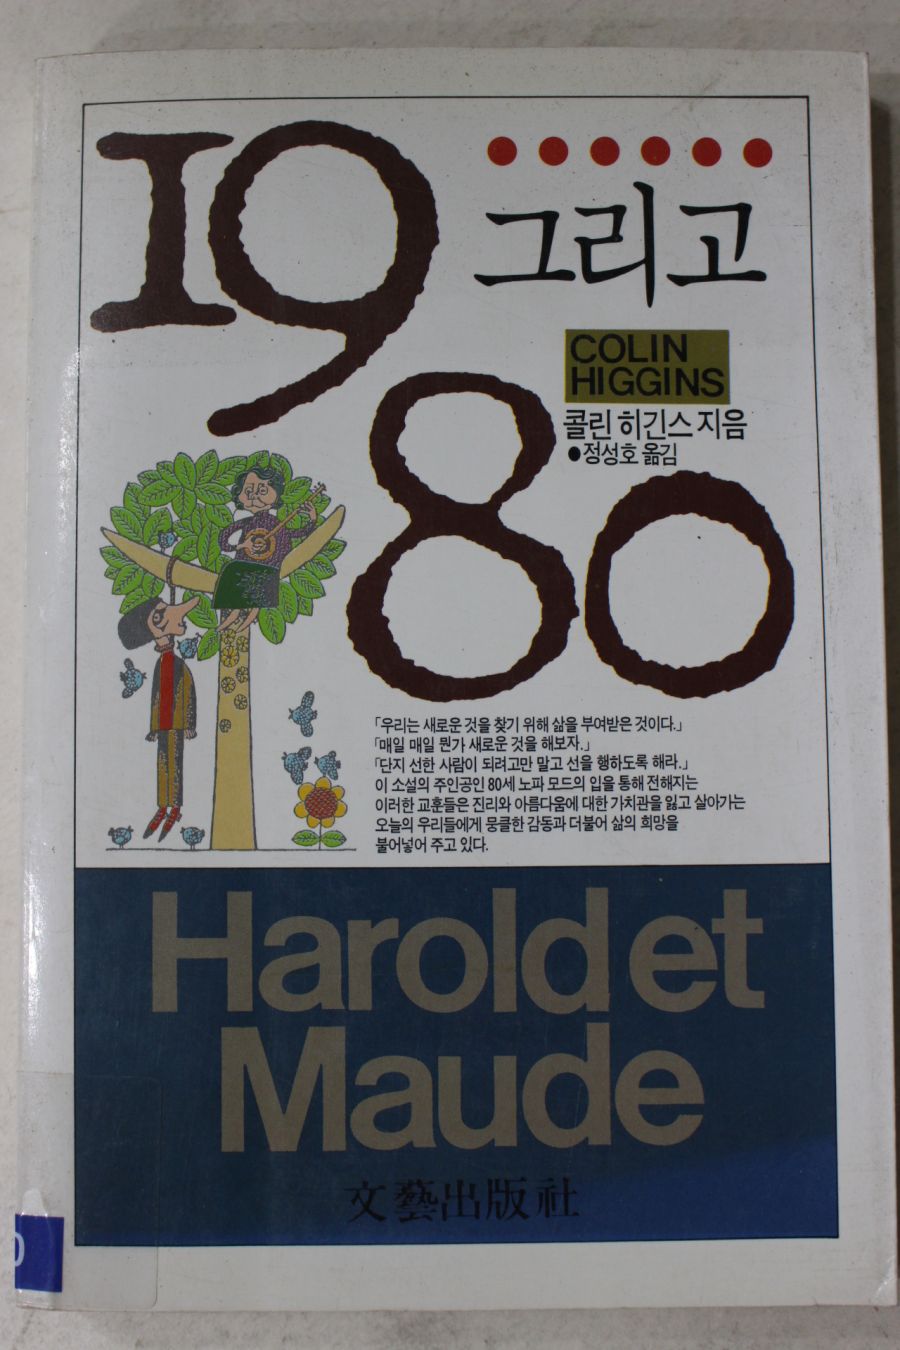 19
그리고
COLIN
HIGGINS
콜린 히긴스 지음
●정성호 옮김
80
「우리는 새로운 것을 찾기 위해 삶을 부여받은 것이다.」
「매일 매일 뭔가 새로운 것을 해보자.」
「단지 선한 사람이 되려고만 말고 선을 행하도록 해라.」
이 소설의 주인공인 80세 노파 모드의 입을 통해 전해지는
이러한 교훈들은 진리와 아름다움에 대한 가치관을 잃고 살아가는
오늘의 우리들에게 뭉클한 감동과 더불어 삶의 희망을
불어넣어 주고 있다.
Harold et
Maude
文藝出版社